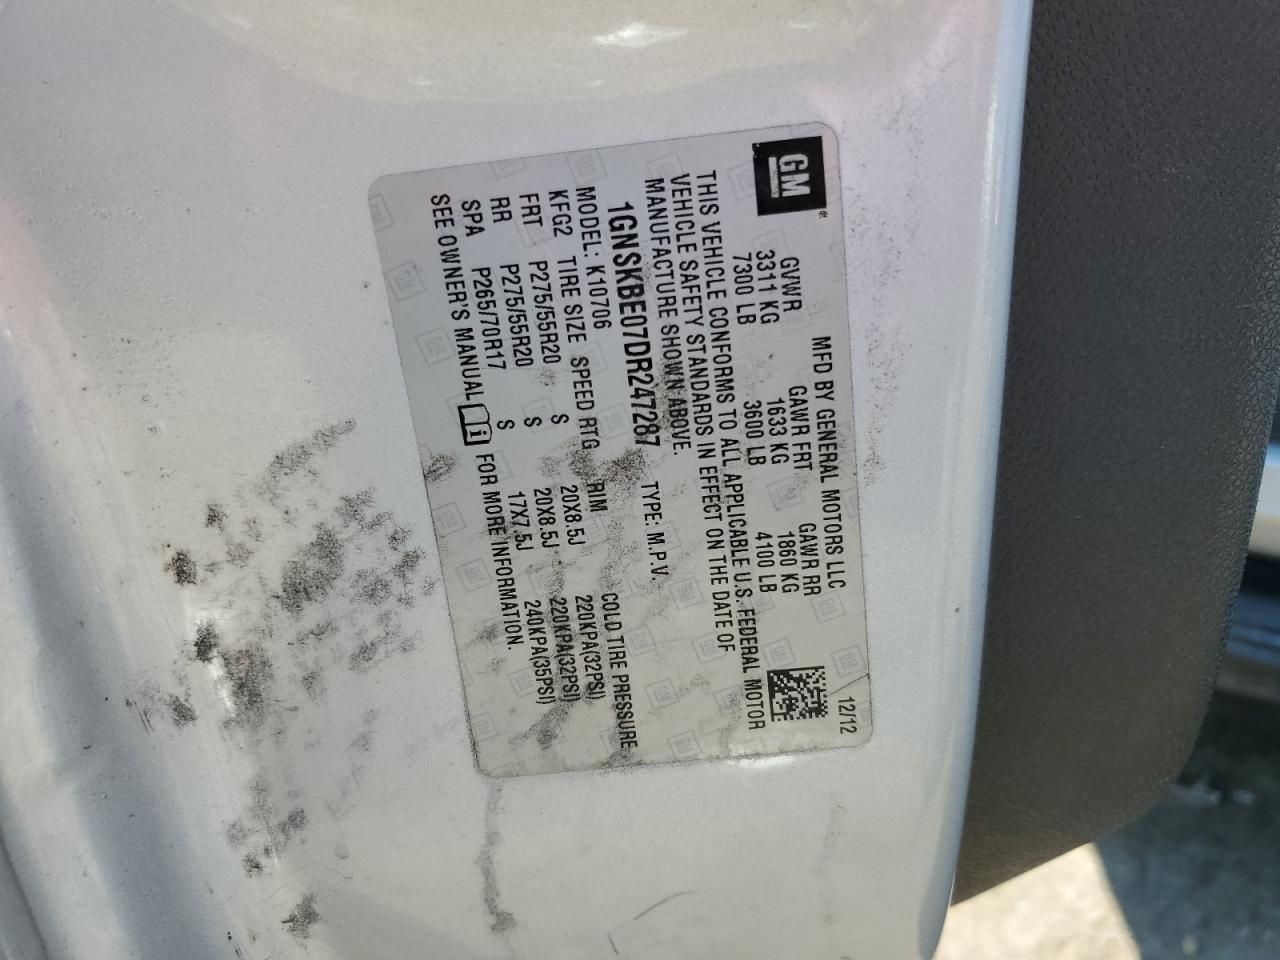 GM
MFD BY GENERAL MOTORS LLC 12/12
GVWR GAWR FRT GAWR RR
3311 KG 1633 KG 1860 KG
7300 LB 3600 LB 4100 LB
THIS VEHICLE CONFORMS TO ALL APPLICABLE U.S. FEDERAL MOTOR
VEHICLE SAFETY STANDARDS IN EFFECT ON THE DATE OF
MANUFACTURE SHOWN ABOVE.
1GNSKBE07DR247287 TYPE: M.P.V.
MODEL: K10706
KFG2 TIRE SIZE SPEED RTG RIM COLD TIRE PRESSURE
FRT P275/55R20 S 20X8.5J 220KPA(32PSI)
RR P275/55R20 S 20X8.5J 220KPA(32PSI)
SPA P265/70R17 S 17X7.5J 240KPA(35PSI)
SEE OWNER'S MANUAL i FOR MORE INFORMATION.